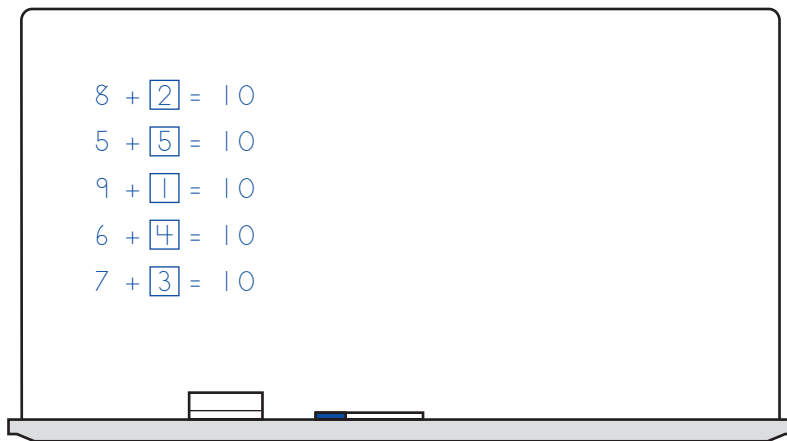 8 + 2 = 10
5 + 5 = 10
9 + 1 = 10
6 + 4 = 10
7 + 3 = 10